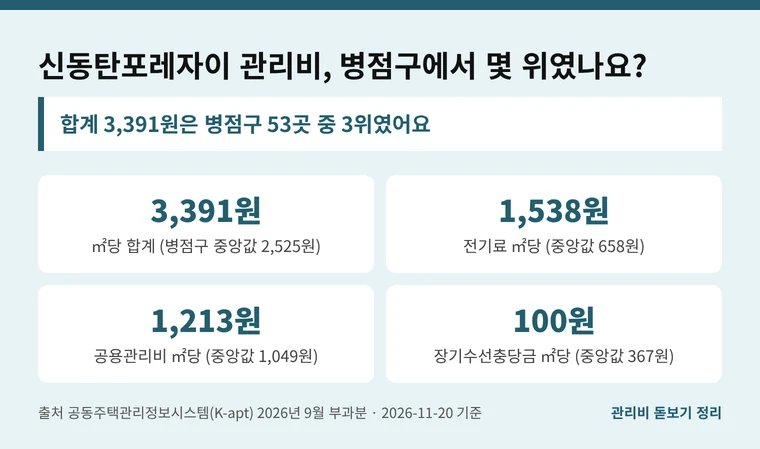 신동탄포레자이 관리비, 병점구에서 몇 위였나요?
합계 3,391원은 병점구 53곳 중 3위였어요
3,391원
㎡당 합계 (병점구 중앙값 2,525원)
1,538원
전기료 ㎡당 (중앙값 658원)
1,213원
공용관리비 ㎡당 (중앙값 1,049원)
100원
장기수선충당금 ㎡당 (중앙값 367원)
출처 공동주택관리정보시스템(K-apt) 2026년 9월 부과분 · 2026-11-20 기준
관리비 돋보기 정리